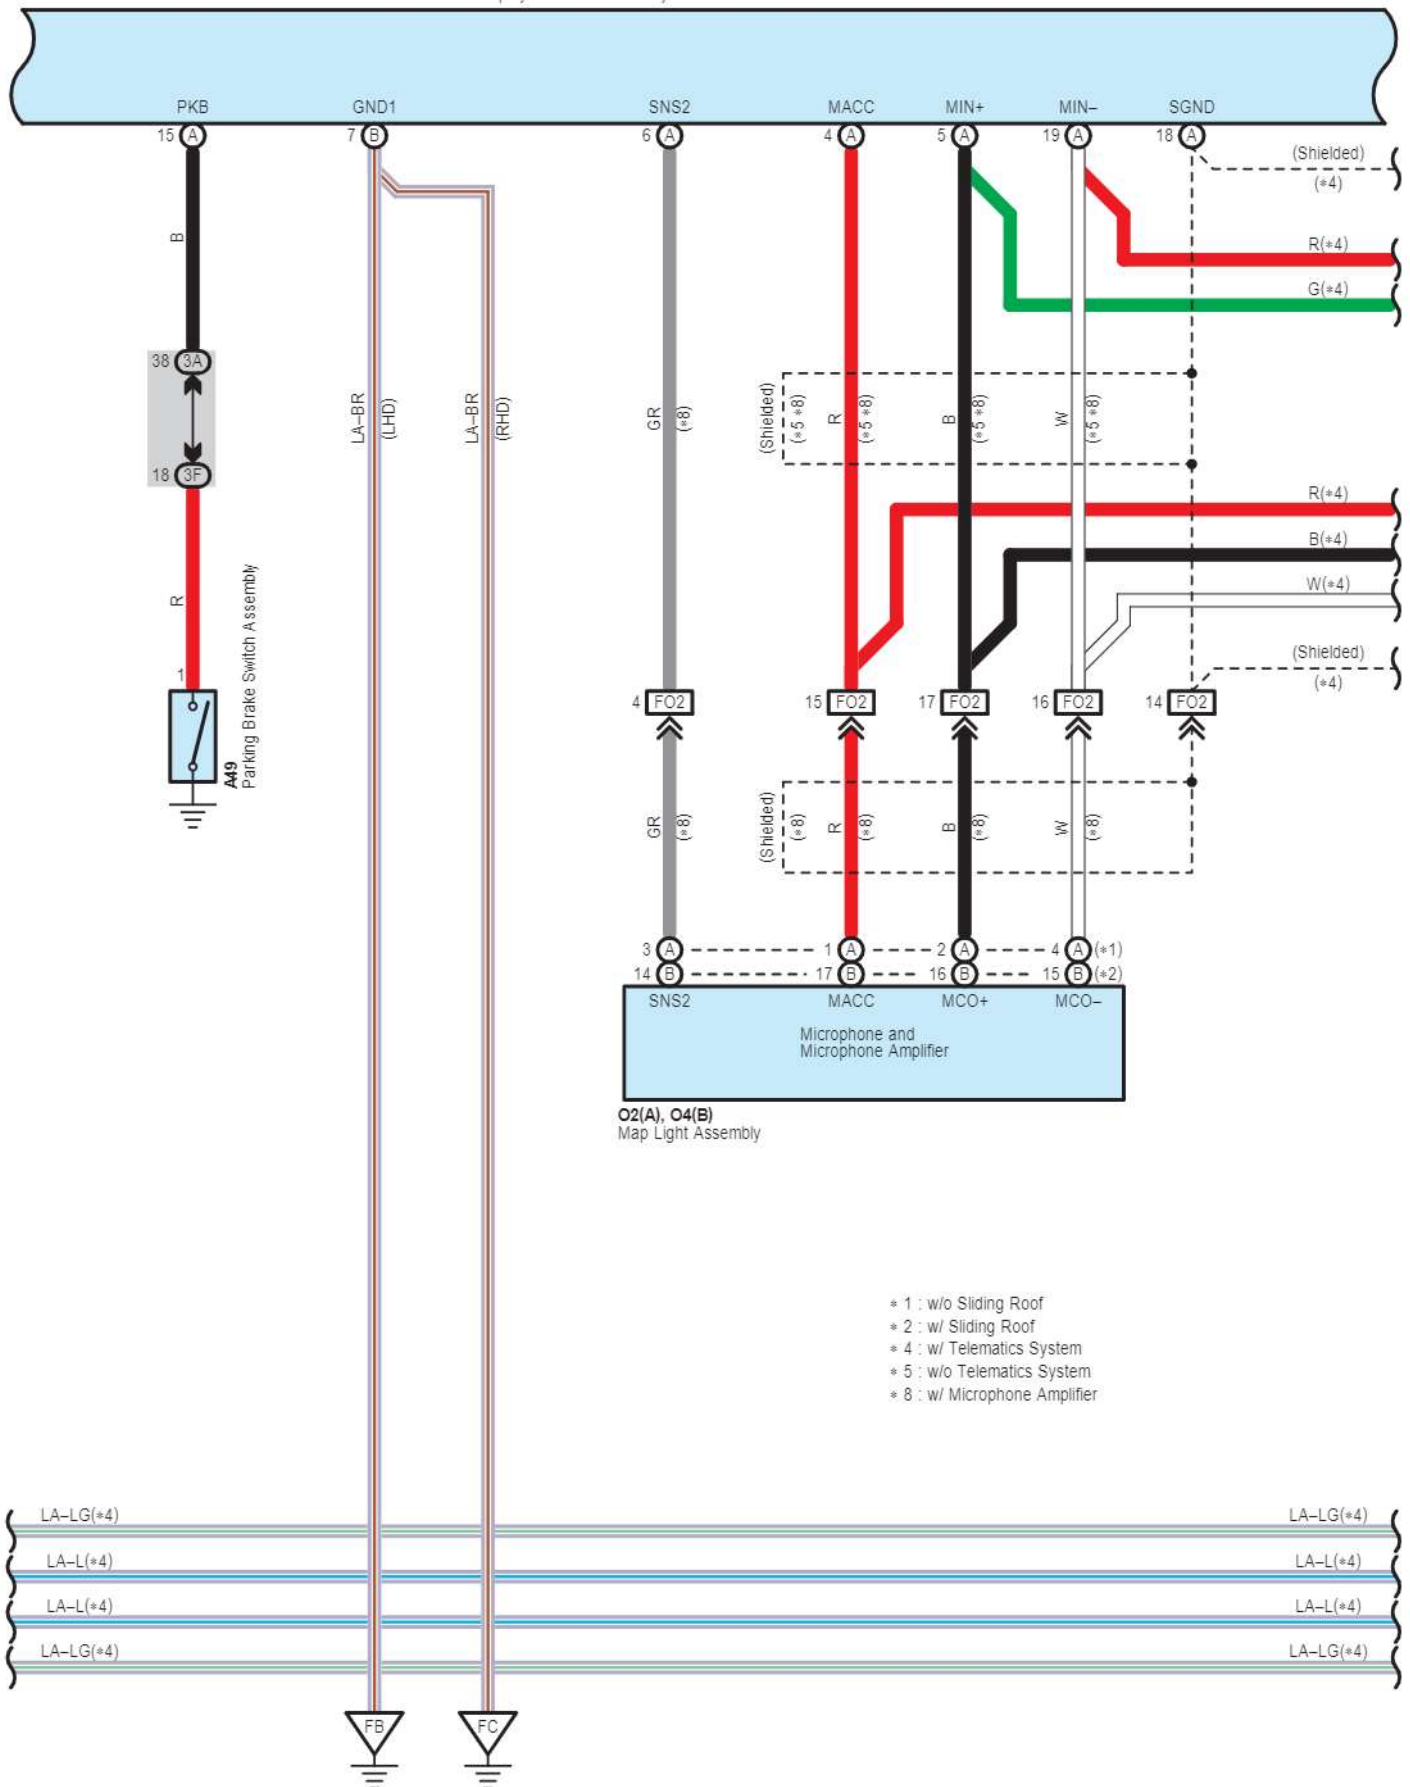 PKB GND1 SNS2 MACC MIN+ MIN– SGND
15 A 7 B 6 A 4 A 5 A 19 A 18 A
(Shielded)
(*4)
R(*4)
G(*4)
B
38 3A
18 3F
LA–BR
(LHD)
LA–BR
(RHD)
GR
(*8)
(Shielded)
(*5 *8)
R
(*5 *8)
B
(*5 *8)
W
(*5 *8)
R(*4)
B(*4)
W(*4)
(Shielded)
(*4)
R
1
A49
Parking Brake Switch Assembly
4 FO2 15 FO2 17 FO2 16 FO2 14 FO2
GR
(*8)
(Shielded)
(*8)
R
(*8)
B
(*8)
W
(*8)
3 A 1 A 2 A 4 A (*1)
14 B 17 B 16 B 15 B (*2)
SNS2 MACC MCO+ MCO–
Microphone and
Microphone Amplifier
O2(A), O4(B)
Map Light Assembly
* 1 : w/o Sliding Roof
* 2 : w/ Sliding Roof
* 4 : w/ Telematics System
* 5 : w/o Telematics System
* 8 : w/ Microphone Amplifier
LA–LG(*4) LA–LG(*4)
LA–L(*4) LA–L(*4)
LA–L(*4) LA–L(*4)
LA–LG(*4) LA–LG(*4)
FB FC